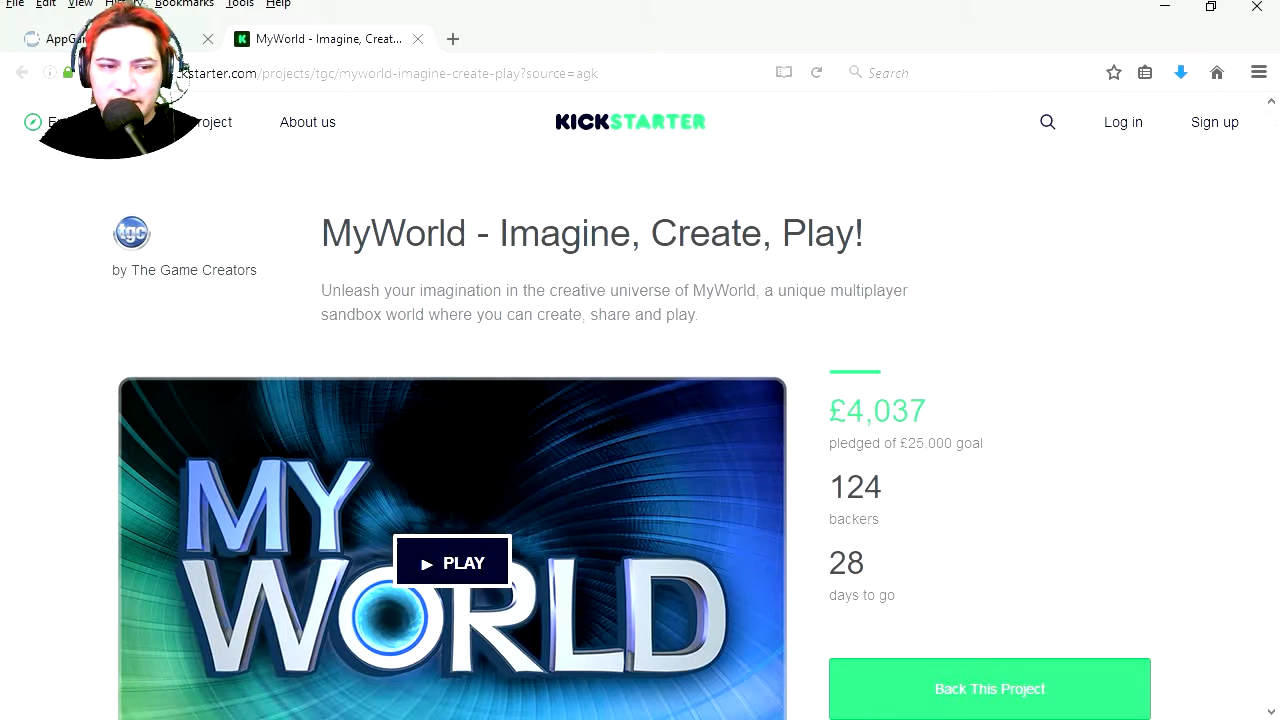 File Edit View History Bookmarks Tools Help
MyWorld - Imagine, Creat...
kstarter.com/projects/tgc/myworld-imagine-create-play?source=agk
Search
About us
KICKSTARTER
Log in
Sign up
tgc
by The Game Creators
MyWorld - Imagine, Create, Play!
Unleash your imagination in the creative universe of MyWorld, a unique multiplayer
sandbox world where you can create, share and play.
MY
WORLD
PLAY
£4,037
pledged of £25,000 goal
124
backers
28
days to go
Back This Project